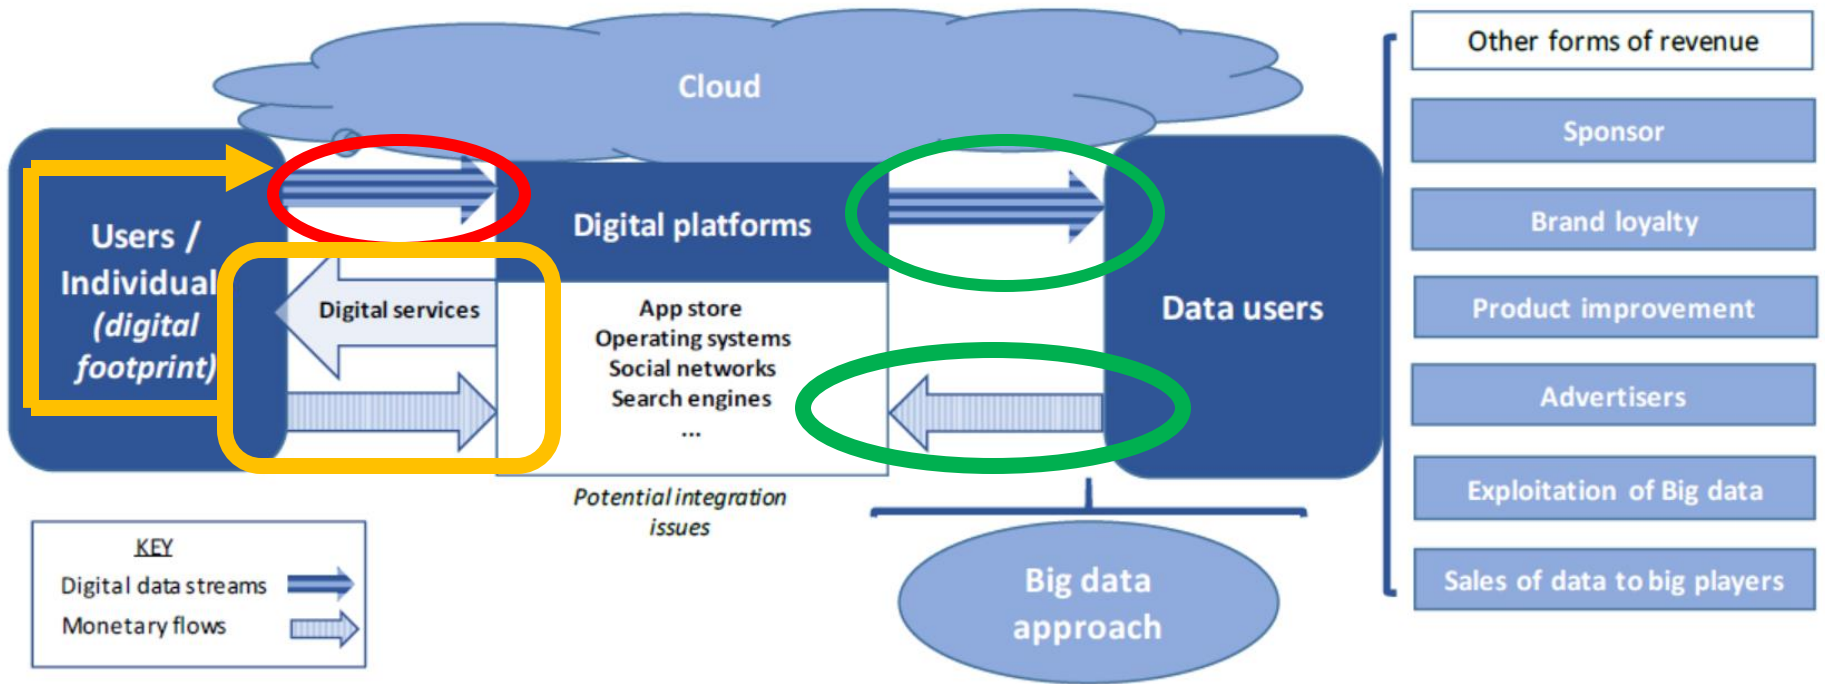 Cloud
Users /
Individual
(digital
footprint)
Digital services
Digital platforms
App store
Operating systems
Social networks
Search engines
...
Potential integration
issues
Data users
Big data
approach
Other forms of revenue
Sponsor
Brand loyalty
Product improvement
Advertisers
Exploitation of Big data
Sales of data to big players
KEY
Digital data streams
Monetary flows